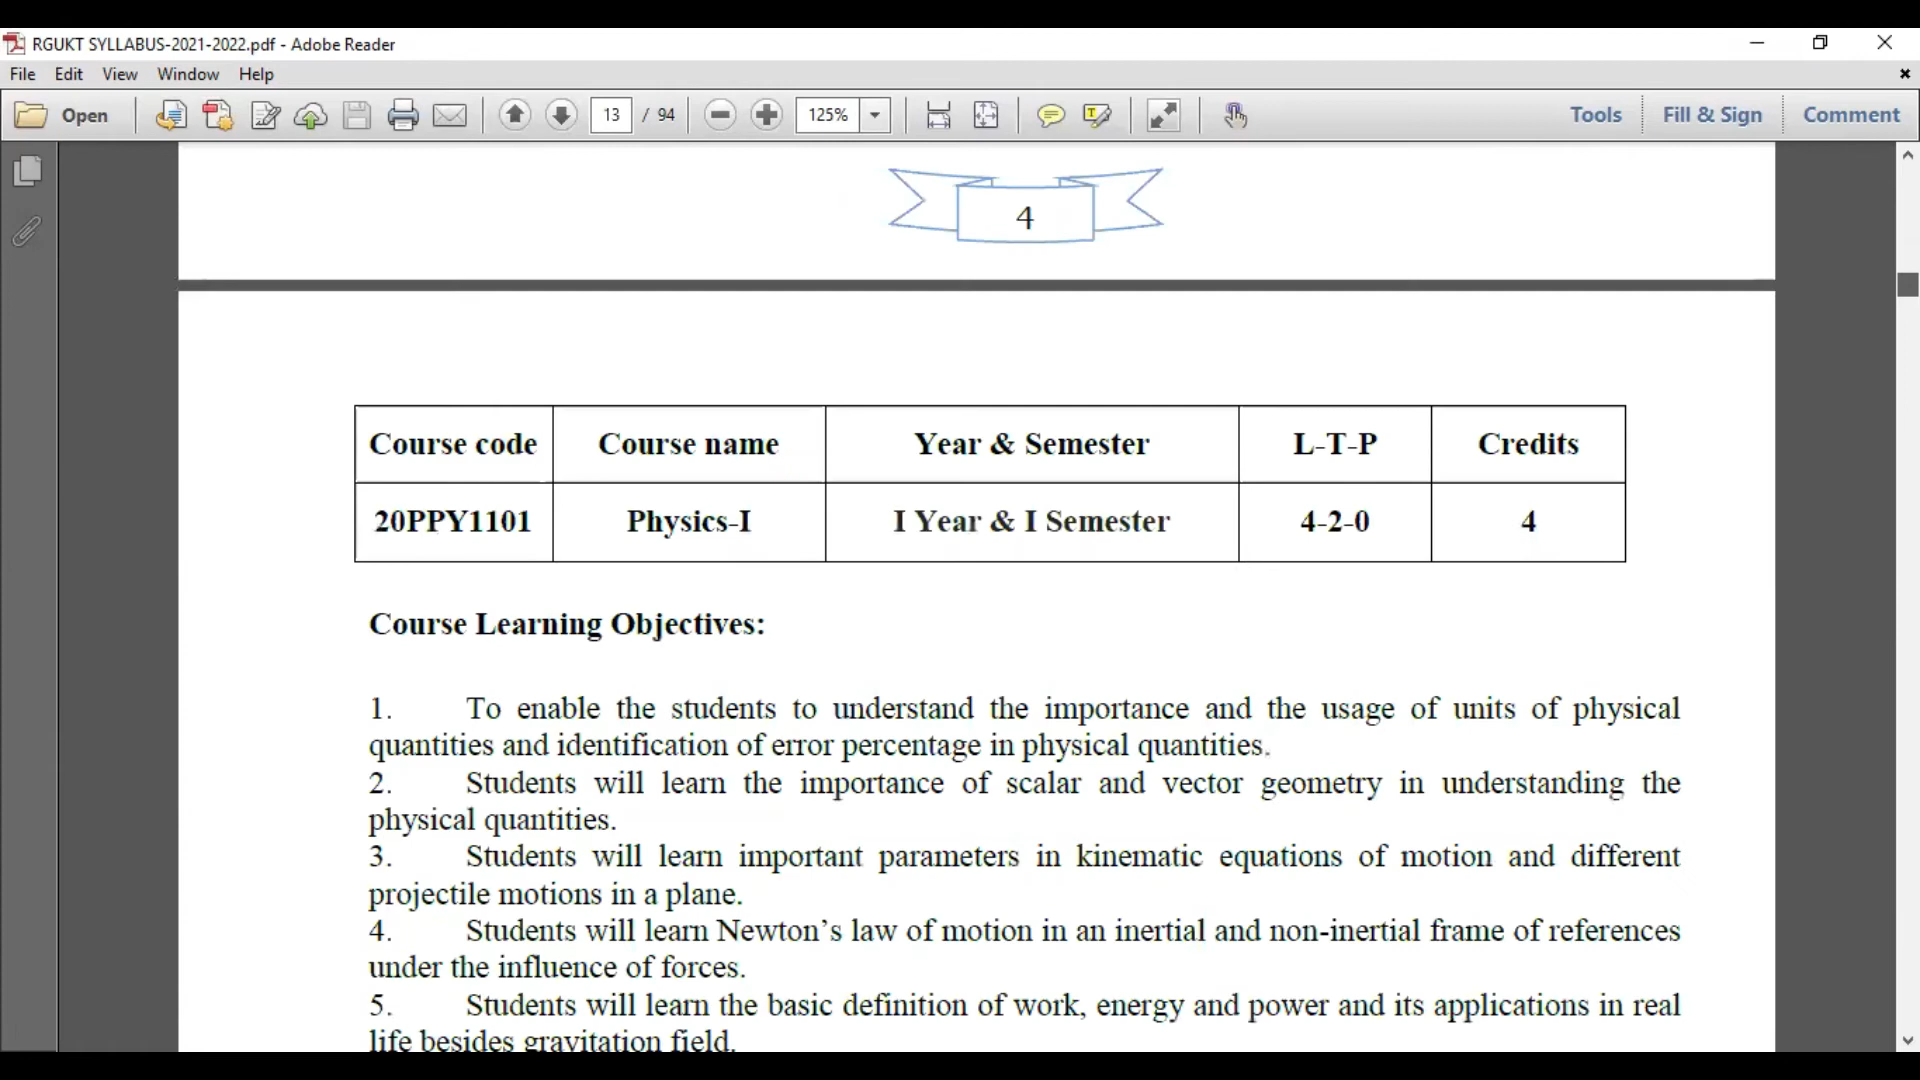 RGUKT SYLLABUS-2021-2022.pdf - Adobe Reader
File Edit View Window Help
Open 13 / 94 125% Tools Fill & Sign Comment
4
Course code Course name Year & Semester L-T-P Credits
20PPY1101 Physics-I I Year & I Semester 4-2-0 4
Course Learning Objectives:
1. To enable the students to understand the importance and the usage of units of physical
quantities and identification of error percentage in physical quantities.
2. Students will learn the importance of scalar and vector geometry in understanding the
physical quantities.
3. Students will learn important parameters in kinematic equations of motion and different
projectile motions in a plane.
4. Students will learn Newton’s law of motion in an inertial and non-inertial frame of references
under the influence of forces.
5. Students will learn the basic definition of work, energy and power and its applications in real
life besides gravitation field.